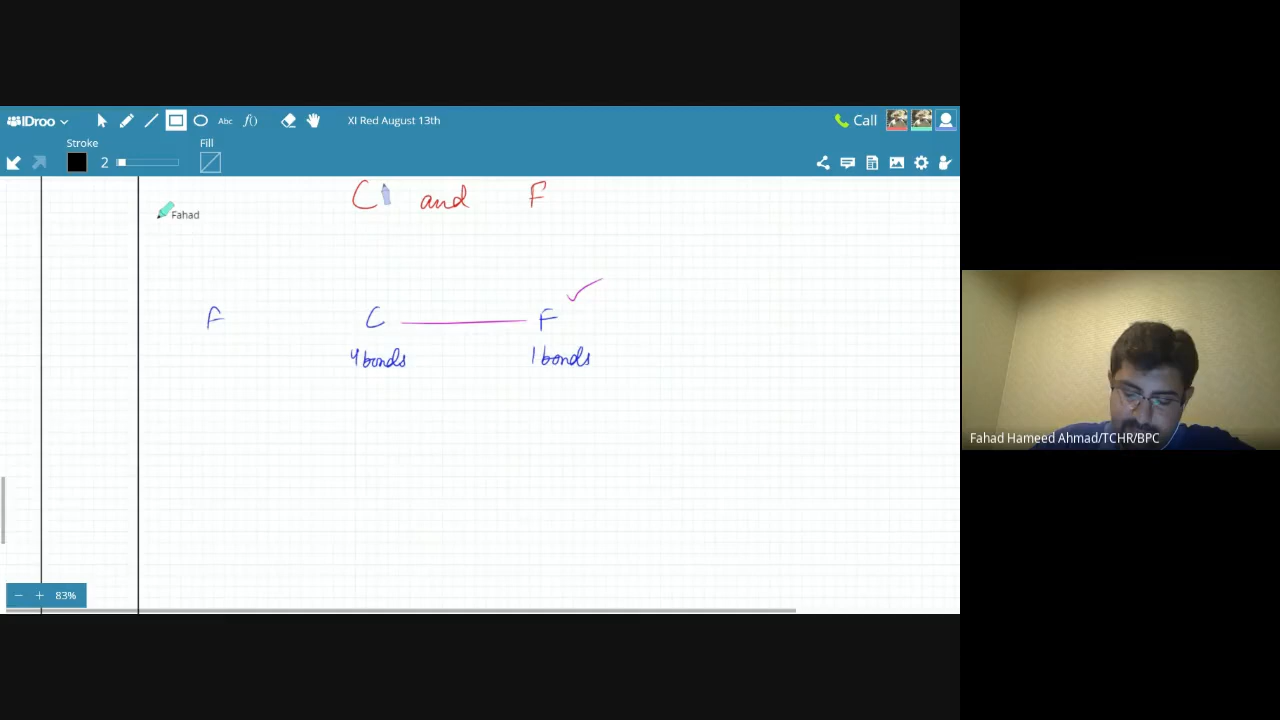 IDroo
Abc
f()
XI Red August 13th
Call
Stroke
2
Fill
C and F
Fahad
F C F
4 bonds 1 bonds
Fahad Hameed Ahmad/TCHR/BPC
− + 83%